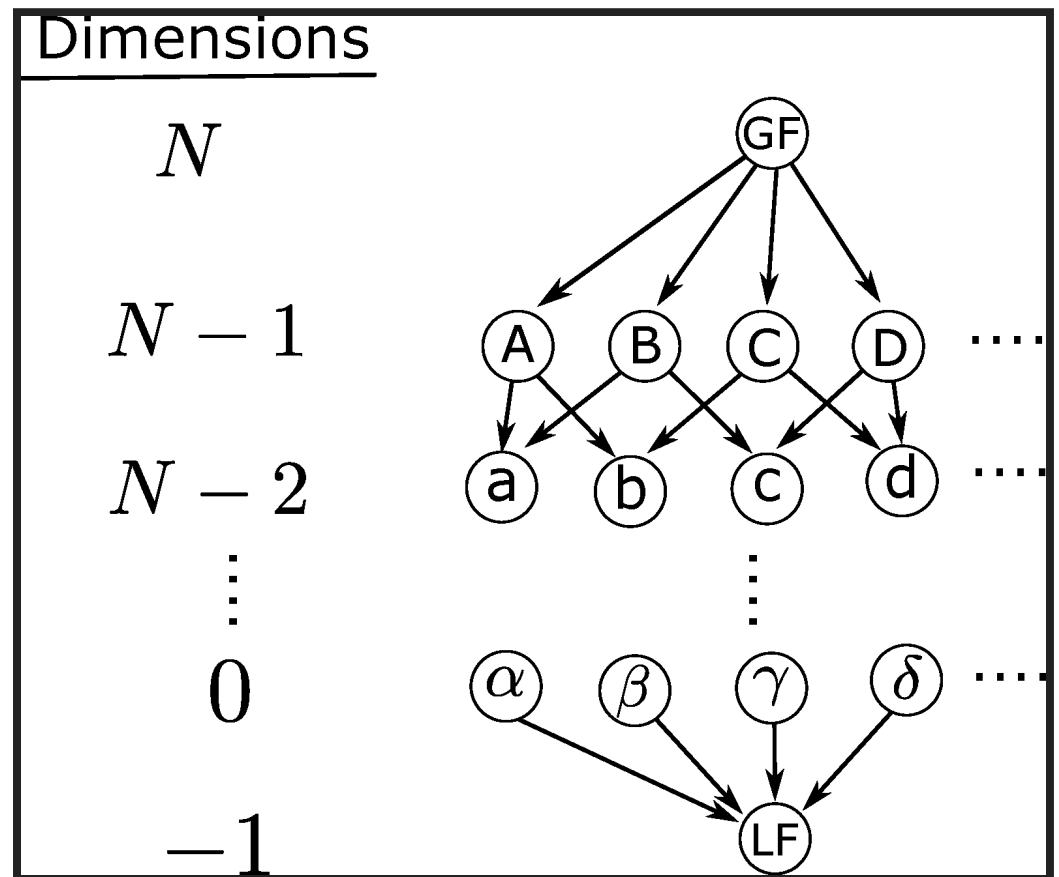 Dimensions
N GF
N − 1 A B C D ....
N − 2 a b c d ....
0 α β γ δ ....
−1 LF